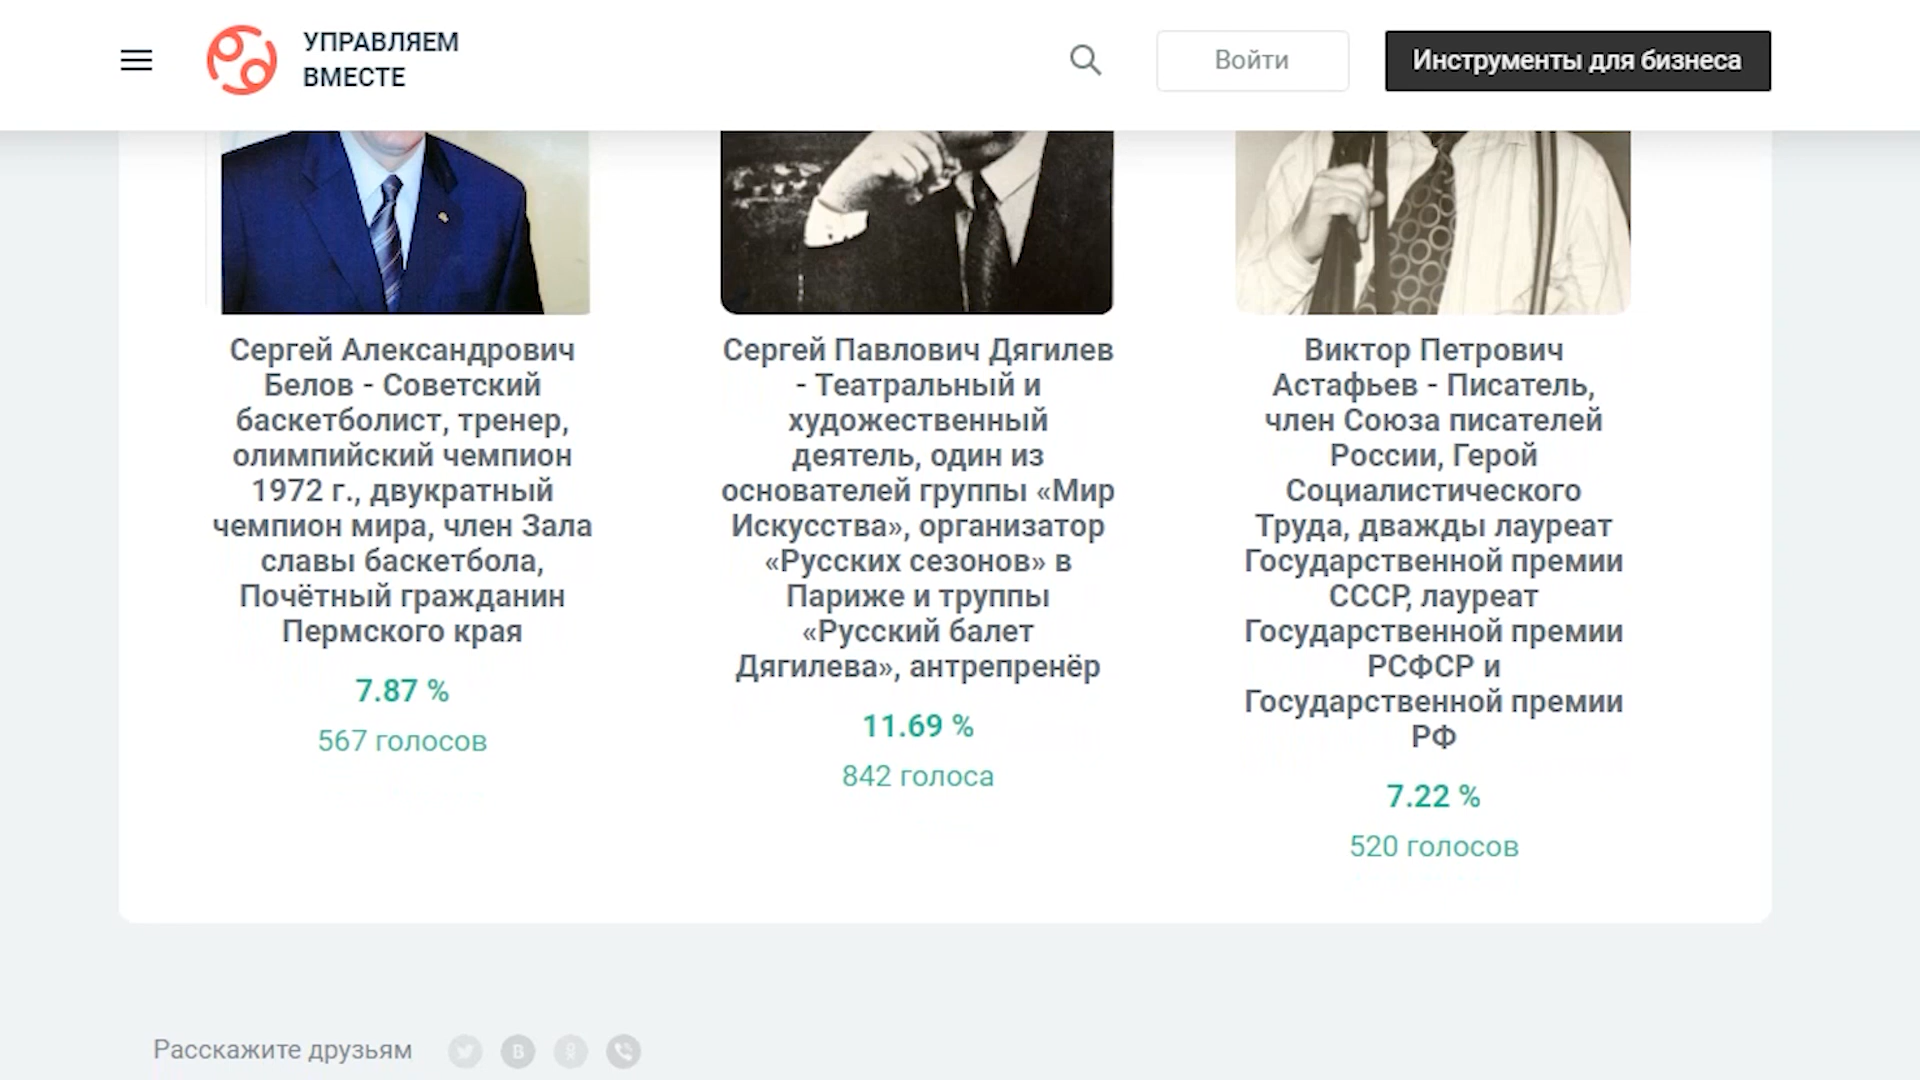 УПРАВЛЯЕМ
ВМЕСТЕ
Войти
Инструменты для бизнеса
Сергей Александрович
Белов - Советский
баскетболист, тренер,
олимпийский чемпион
1972 г., двукратный
чемпион мира, член Зала
славы баскетбола,
Почётный гражданин
Пермского края
7.87 %
567 голосов
Сергей Павлович Дягилев
- Театральный и
художественный
деятель, один из
основателей группы «Мир
Искусства», организатор
«Русских сезонов» в
Париже и труппы
«Русский балет
Дягилева», антрепренёр
11.69 %
842 голоса
Виктор Петрович
Астафьев - Писатель,
член Союза писателей
России, Герой
Социалистического
Труда, дважды лауреат
Государственной премии
СССР, лауреат
Государственной премии
РСФСР и
Государственной премии
РФ
7.22 %
520 голосов
Расскажите друзьям